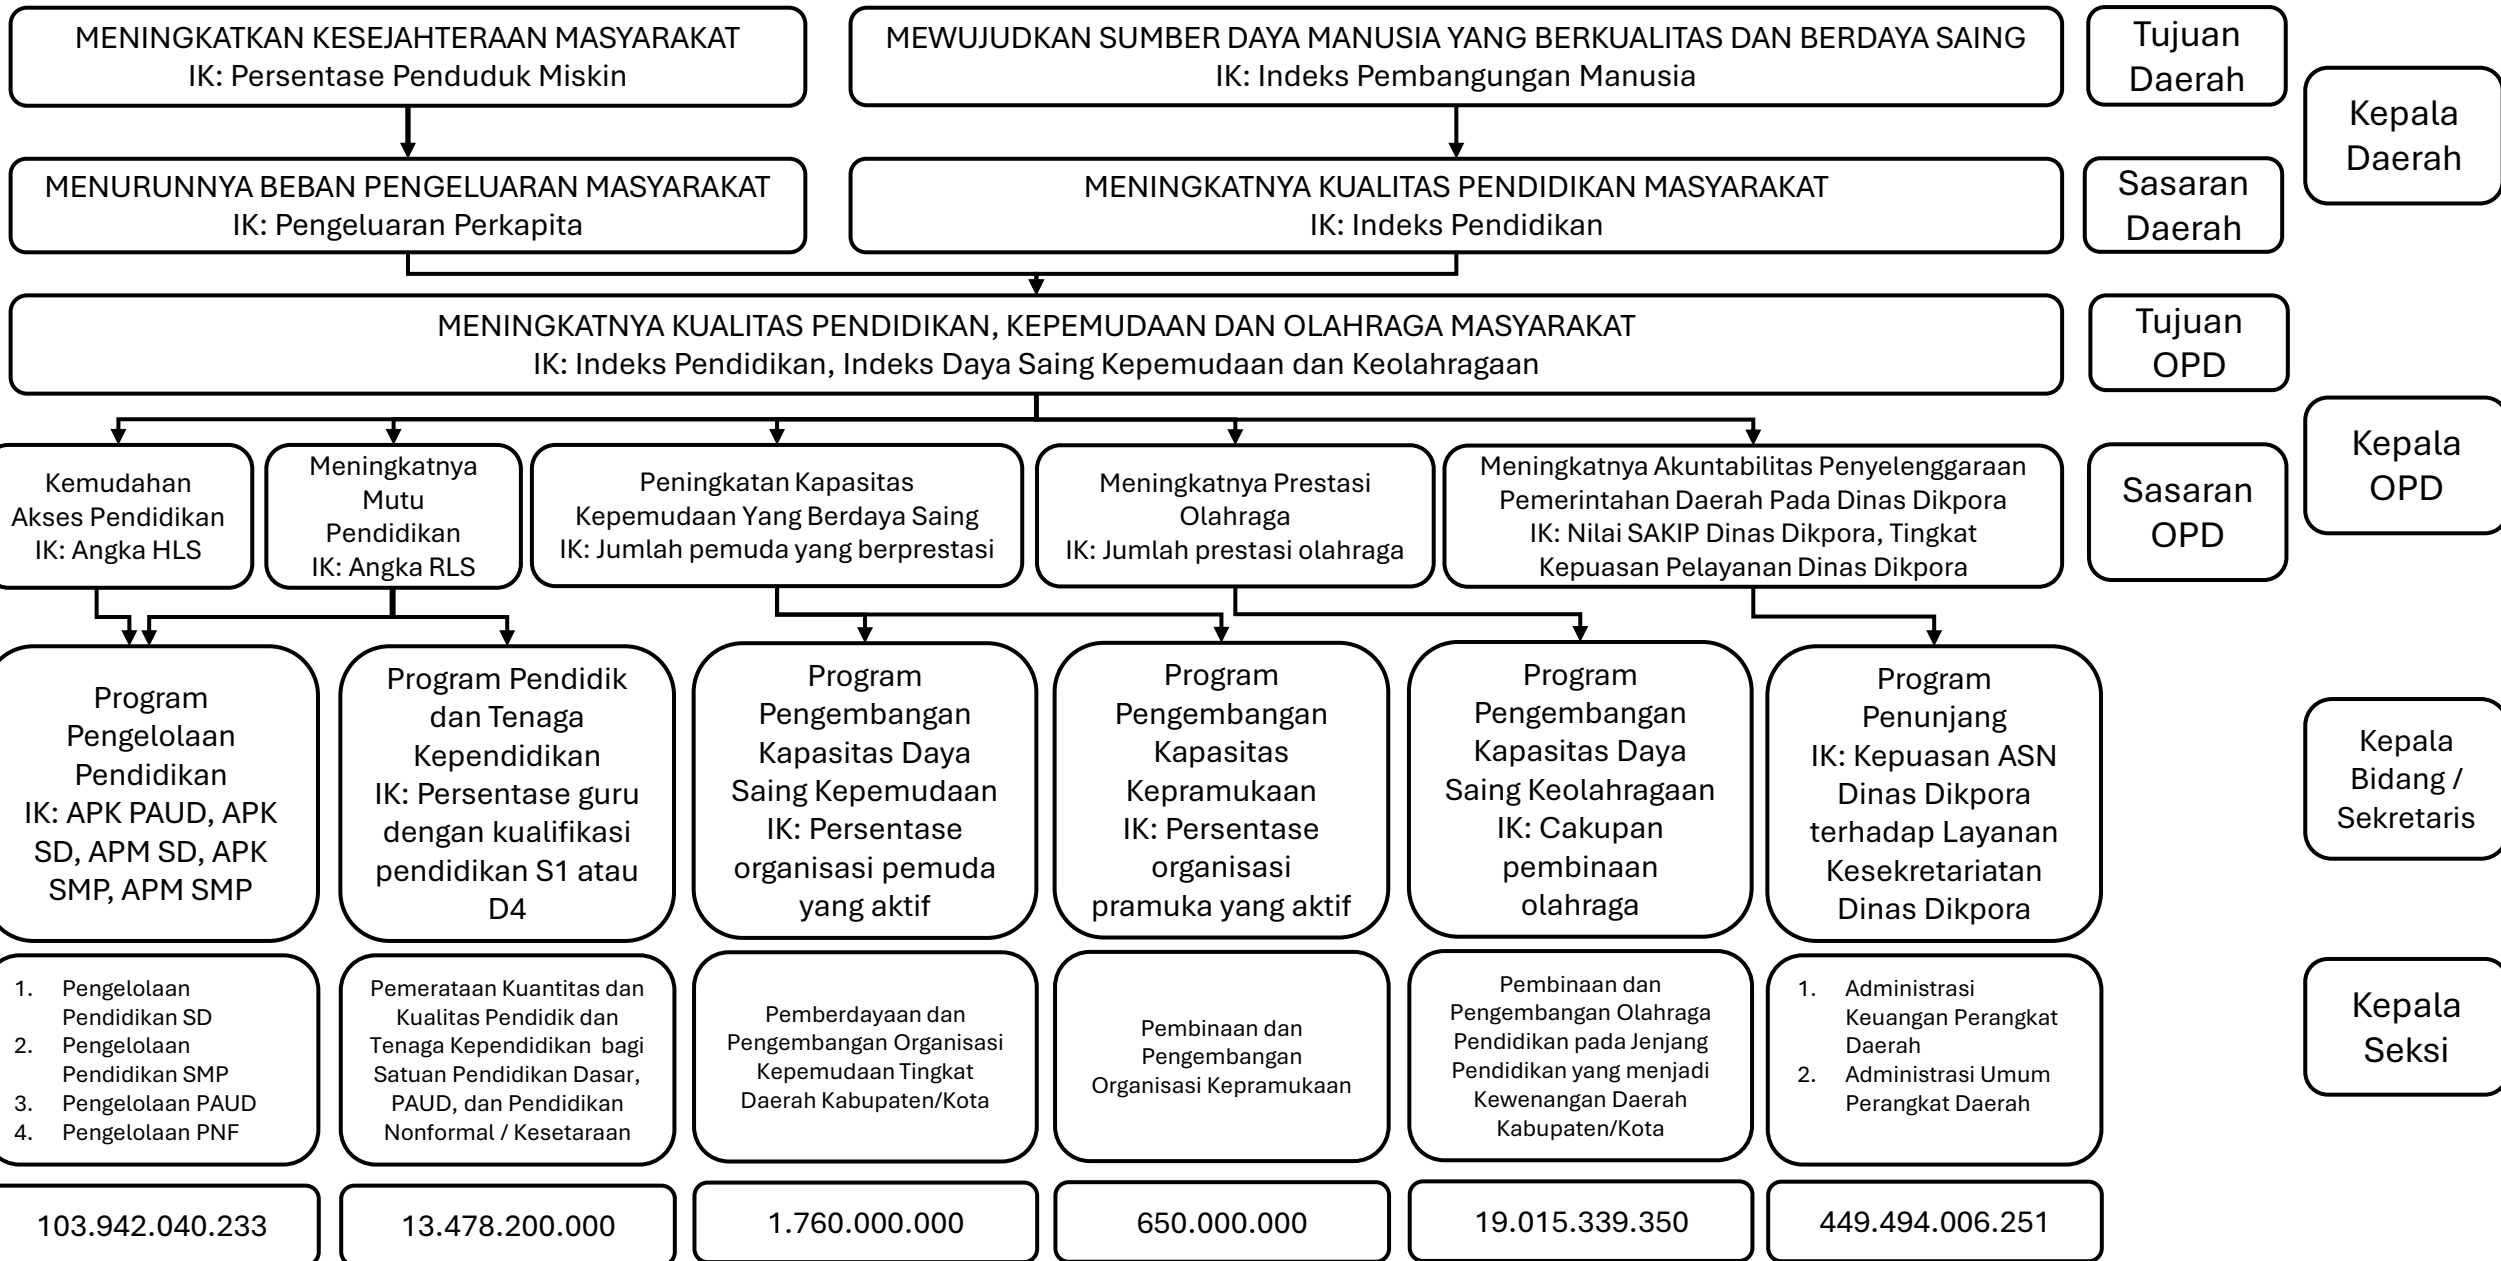 MENINGKATKAN KESEJAHTERAAN MASYARAKAT
IK: Persentase Penduduk Miskin
MEWUJUDKAN SUMBER DAYA MANUSIA YANG BERKUALITAS DAN BERDAYA SAING
IK: Indeks Pembangungan Manusia
Tujuan
Daerah
Kepala
Daerah
MENURUNNYA BEBAN PENGELUARAN MASYARAKAT
IK: Pengeluaran Perkapita
MENINGKATNYA KUALITAS PENDIDIKAN MASYARAKAT
IK: Indeks Pendidikan
Sasaran
Daerah
MENINGKATNYA KUALITAS PENDIDIKAN, KEPEMUDAAN DAN OLAHRAGA MASYARAKAT
IK: Indeks Pendidikan, Indeks Daya Saing Kepemudaan dan Keolahragaan
Tujuan
OPD
Kepala
OPD
Kemudahan
Akses Pendidikan
IK: Angka HLS
Meningkatnya
Mutu
Pendidikan
IK: Angka RLS
Peningkatan Kapasitas
Kepemudaan Yang Berdaya Saing
IK: Jumlah pemuda yang berprestasi
Meningkatnya Prestasi
Olahraga
IK: Jumlah prestasi olahraga
Meningkatnya Akuntabilitas Penyelenggaraan
Pemerintahan Daerah Pada Dinas Dikpora
IK: Nilai SAKIP Dinas Dikpora, Tingkat
Kepuasan Pelayanan Dinas Dikpora
Sasaran
OPD
Program
Pengelolaan
Pendidikan
IK: APK PAUD, APK
SD, APM SD, APK
SMP, APM SMP
Program Pendidik
dan Tenaga
Kependidikan
IK: Persentase guru
dengan kualifikasi
pendidikan S1 atau
D4
Program
Pengembangan
Kapasitas Daya
Saing Kepemudaan
IK: Persentase
organisasi pemuda
yang aktif
Program
Pengembangan
Kapasitas
Kepramukaan
IK: Persentase
organisasi
pramuka yang aktif
Program
Pengembangan
Kapasitas Daya
Saing Keolahragaan
IK: Cakupan
pembinaan
olahraga
Program
Penunjang
IK: Kepuasan ASN
Dinas Dikpora
terhadap Layanan
Kesekretariatan
Dinas Dikpora
Kepala
Bidang /
Sekretaris
1. Pengelolaan
Pendidikan SD
2. Pengelolaan
Pendidikan SMP
3. Pengelolaan PAUD
4. Pengelolaan PNF
Pemerataan Kuantitas dan
Kualitas Pendidik dan
Tenaga Kependidikan bagi
Satuan Pendidikan Dasar,
PAUD, dan Pendidikan
Nonformal / Kesetaraan
Pemberdayaan dan
Pengembangan Organisasi
Kepemudaan Tingkat
Daerah Kabupaten/Kota
Pembinaan dan
Pengembangan
Organisasi Kepramukaan
Pembinaan dan
Pengembangan Olahraga
Pendidikan pada Jenjang
Pendidikan yang menjadi
Kewenangan Daerah
Kabupaten/Kota
1. Administrasi
Keuangan Perangkat
Daerah
2. Administrasi Umum
Perangkat Daerah
Kepala
Seksi
103.942.040.233
13.478.200.000
1.760.000.000
650.000.000
19.015.339.350
449.494.006.251